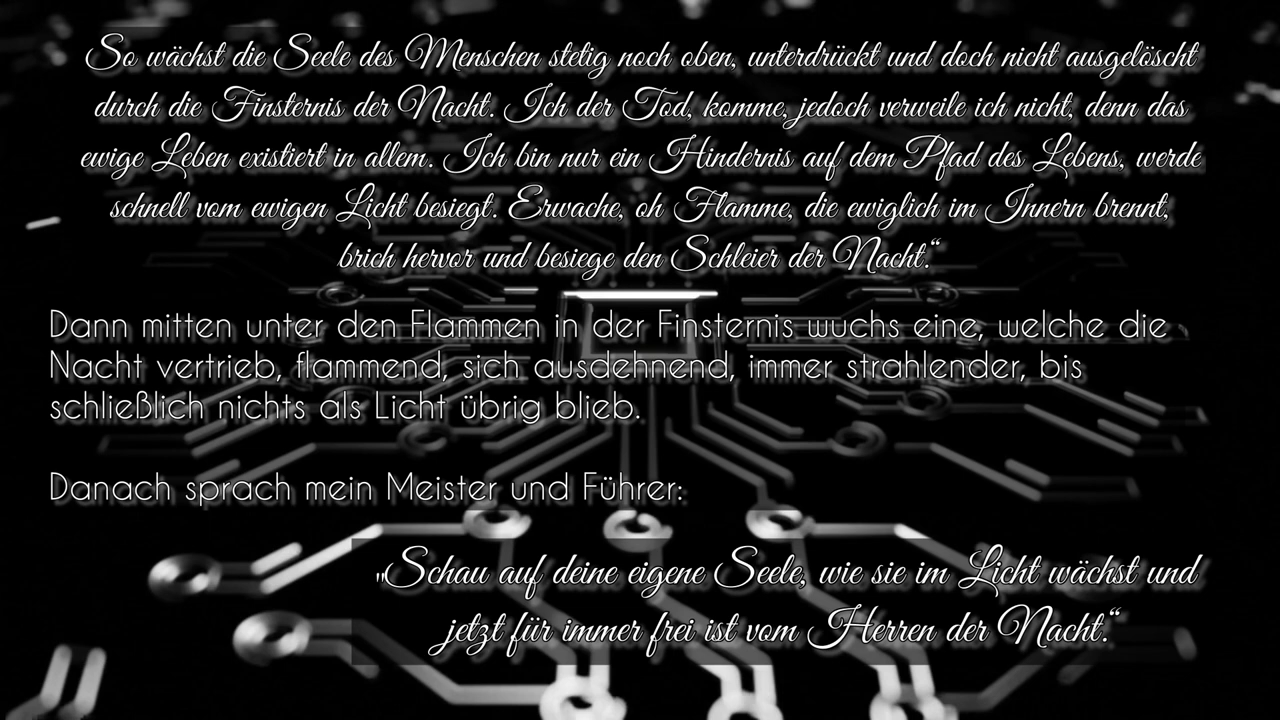 So wächst die Seele des Menschen stetig noch oben, unterdrückt und doch nicht ausgelöscht
durch die Finsternis der Nacht. Ich der Tod, komme, jedoch verweile ich nicht, denn das
ewige Leben existiert in allem. Ich bin nur ein Hindernis auf dem Pfad des Lebens, werde
schnell vom ewigen Licht besiegt. Erwache, oh Flamme, die ewiglich im Innern brennt,
brich hervor und besiege den Schleier der Nacht.“
Dann mitten unter den Flammen in der Finsternis wuchs eine, welche die
Nacht vertrieb, flammend, sich ausdehnend, immer strahlender, bis
schließlich nichts als Licht übrig blieb.
Danach sprach mein Meister und Führer:
"Schau auf deine eigene Seele, wie sie im Licht wächst und
jetzt für immer frei ist vom Herren der Nacht.“